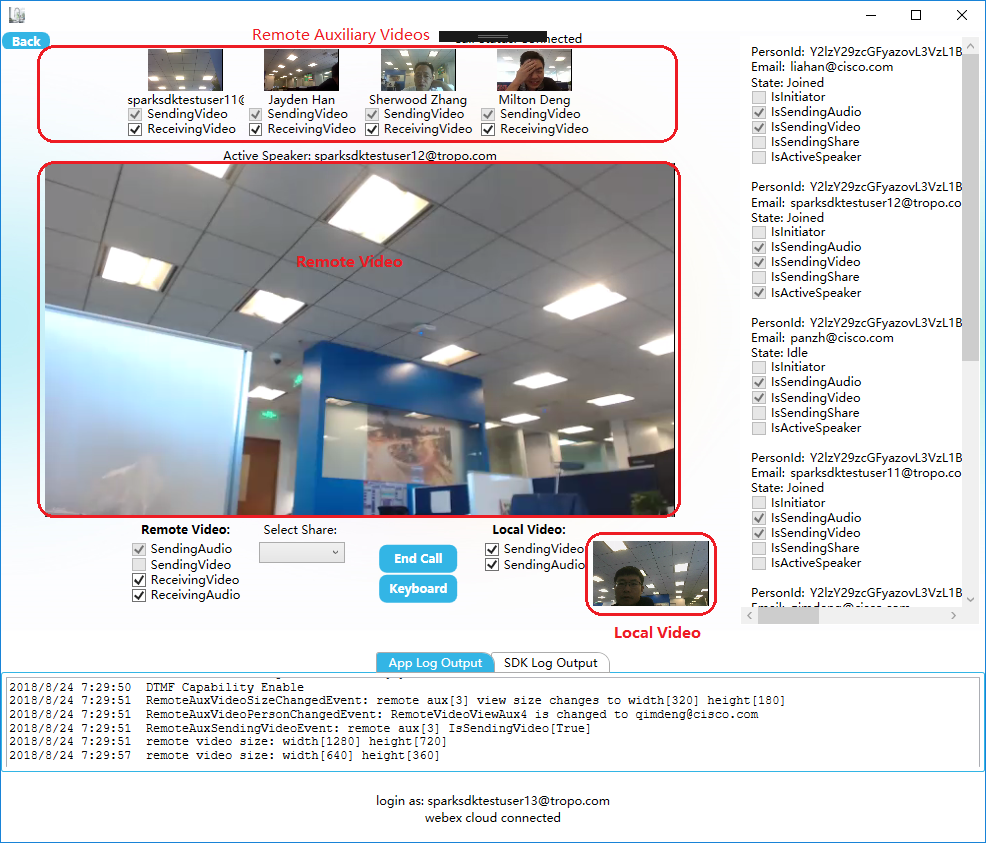 Back
Remote Auxiliary Videos
Connected
sparksdktestuser11@
SendingVideo
ReceivingVideo
Jayden Han
SendingVideo
ReceivingVideo
Sherwood Zhang
SendingVideo
ReceivingVideo
Milton Deng
SendingVideo
ReceivingVideo
Active Speaker: sparksdktestuser12@tropo.com
Remote Video
Remote Video:
SendingAudio
SendingVideo
ReceivingVideo
ReceivingAudio
Select Share:
End Call
Keyboard
Local Video:
SendingVideo
SendingAudio
Local Video
PersonId: Y2lzY29zcGFyazovL3VzL1B
Email: liahan@cisco.com
State: Joined
IsInitiator
IsSendingAudio
IsSendingVideo
IsSendingShare
IsActiveSpeaker
PersonId: Y2lzY29zcGFyazovL3VzL1B
Email: sparksdktestuser12@tropo.co
State: Joined
IsInitiator
IsSendingAudio
IsSendingVideo
IsSendingShare
IsActiveSpeaker
PersonId: Y2lzY29zcGFyazovL3VzL1B
Email: panzh@cisco.com
State: Idle
IsInitiator
IsSendingAudio
IsSendingVideo
IsSendingShare
IsActiveSpeaker
PersonId: Y2lzY29zcGFyazovL3VzL1B
Email: sparksdktestuser11@tropo.co
State: Joined
IsInitiator
IsSendingAudio
IsSendingVideo
IsSendingShare
IsActiveSpeaker
PersonId: Y2lzY29zcGFyazovL3VzL1B
Email: qimdeng@cisco.com
App Log Output
SDK Log Output
2018/8/24 7:29:50 DTMF Capability Enable
2018/8/24 7:29:51 RemoteAuxVideoSizeChangedEvent: remote aux[3] view size changes to width[320] height[180]
2018/8/24 7:29:51 RemoteAuxVideoPersonChangedEvent: RemoteVideoViewAux4 is changed to qimdeng@cisco.com
2018/8/24 7:29:51 RemoteAuxSendingVideoEvent: remote aux[3] IsSendingVideo[True]
2018/8/24 7:29:51 remote video size: width[1280] height[720]
2018/8/24 7:29:57 remote video size: width[640] height[360]
login as: sparksdktestuser13@tropo.com
webex cloud connected